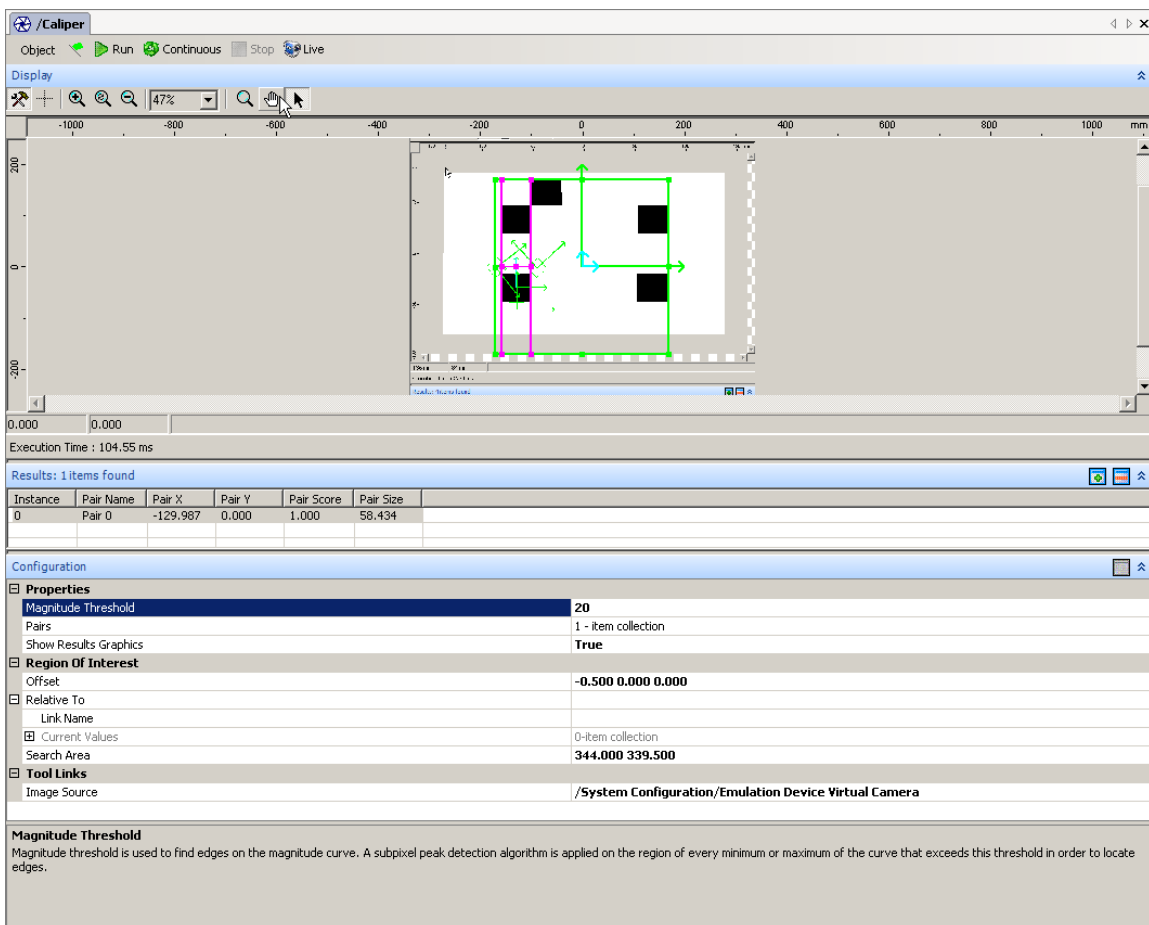 /Caliper
Object Run Continuous Stop Live
Display
47%
-1000 -800 -600 -400 -200 0 200 400 600 800 1000 mm
200
0
-200
0.000 0.000
Execution Time : 104.55 ms
Results: 1 items found
Instance Pair Name Pair X Pair Y Pair Score Pair Size
0 Pair 0 -129.987 0.000 1.000 58.434
Configuration
Properties
Magnitude Threshold 20
Pairs 1 - item collection
Show Results Graphics True
Region Of Interest
Offset -0.500 0.000 0.000
Relative To
Link Name
Current Values 0-item collection
Search Area 344.000 339.500
Tool Links
Image Source /System Configuration/Emulation Device Virtual Camera
Magnitude Threshold
Magnitude threshold is used to find edges on the magnitude curve. A subpixel peak detection algorithm is applied on the region of every minimum or maximum of the curve that exceeds this threshold in order to locate
edges.